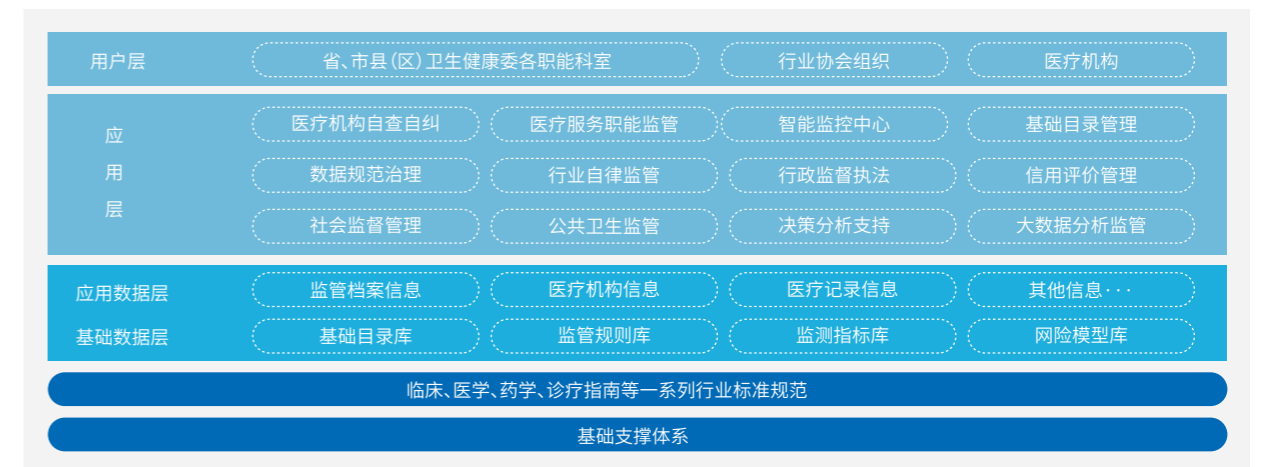 用户层 省、市县(区)卫生健康委各职能科室 行业协会组织 医疗机构
应用层
医疗机构自查自纠 医疗服务职能监管 智能监控中心 基础目录管理
数据规范治理 行业自律监管 行政监督执法 信用评价管理
社会监督管理 公共卫生监管 决策分析支持 大数据分析监管
应用数据层 监管档案信息 医疗机构信息 医疗记录信息 其他信息···
基础数据层 基础目录库 监管规则库 监测指标库 网险模型库
临床、医学、药学、诊疗指南等一系列行业标准规范
基础支撑体系